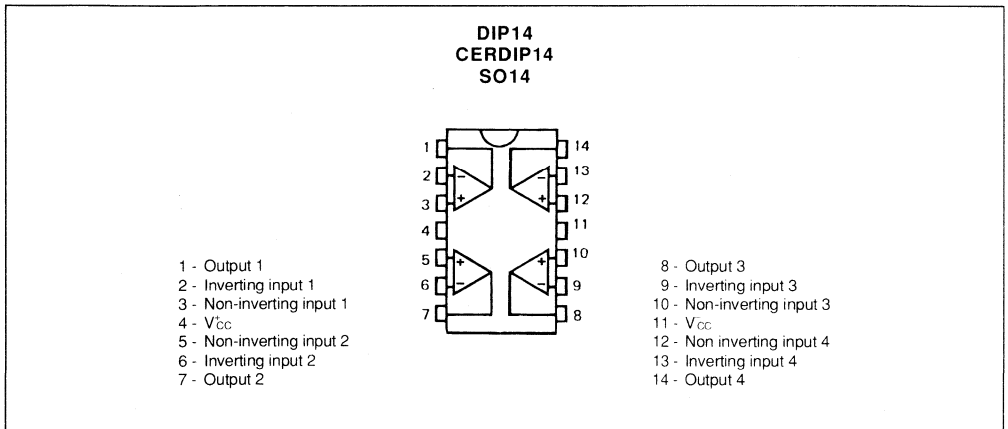 DIP14
CERDIP14
SO14
1
2
3
4
5
6
7
14
13
12
11
10
9
8
−
+
−
+
+
−
+
−
1 - Output 1
2 - Inverting input 1
3 - Non-inverting input 1
4 - V⁺cc
5 - Non-inverting input 2
6 - Inverting input 2
7 - Output 2
8 - Output 3
9 - Inverting input 3
10 - Non-inverting input 3
11 - V⁻cc
12 - Non inverting input 4
13 - Inverting input 4
14 - Output 4